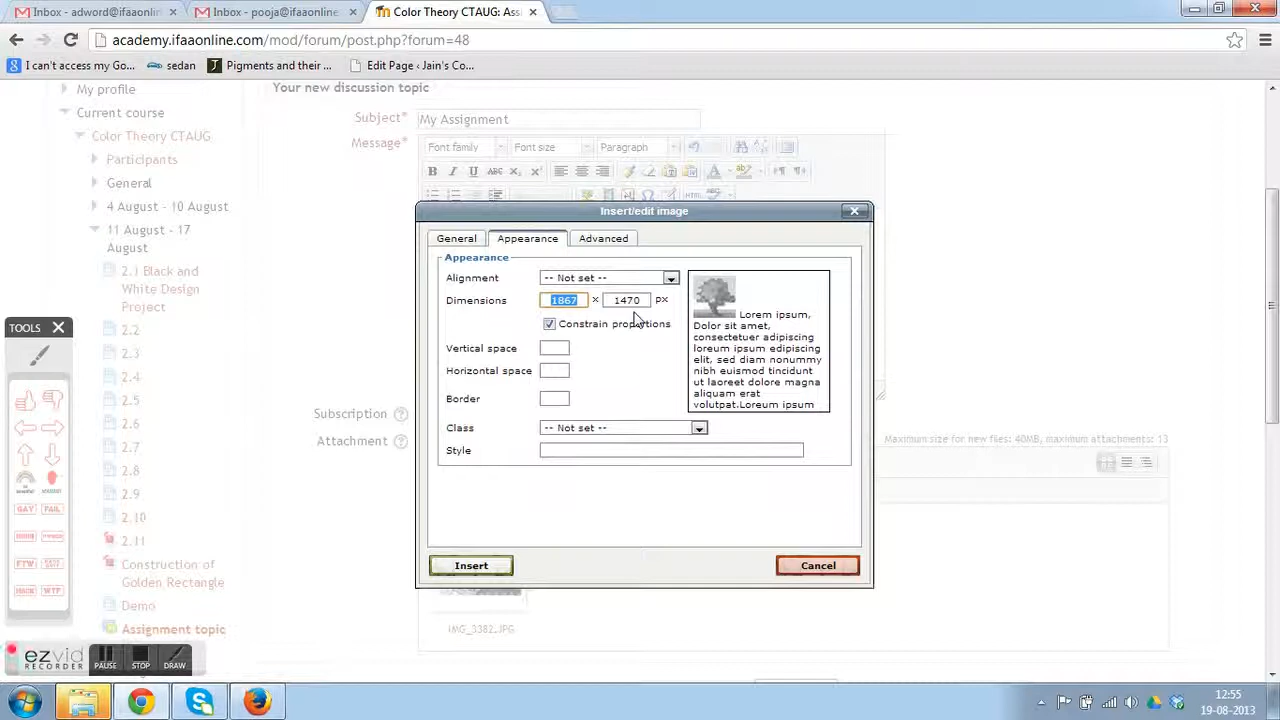 Inbox - adword@ifaaonline
Inbox - pooja@ifaaonline
Color Theory CTAUG: Ass
academy.ifaaonline.com/mod/forum/post.php?forum=48
I can't access my Go...
sedan
Pigments and their ...
Edit Page ‹ Jain's Co...
My profile
Current course
Color Theory CTAUG
Participants
General
4 August - 10 August
11 August - 17
August
2.1 Black and
White Design
Project
2.2
2.3
2.4
2.5
2.6
2.7
2.8
2.9
2.10
2.11
Construction of
Golden Rectangle
Demo
Assignment topic
Your new discussion topic
Subject*
My Assignment
Message*
Font family
Font size
Paragraph
B I U ABC x₂ x²
HTML
Insert/edit image
General
Appearance
Advanced
Appearance
Alignment
-- Not set --
Dimensions
1867 x 1470 px
Constrain proportions
Vertical space
Horizontal space
Border
Class
-- Not set --
Style
Lorem ipsum,
Dolor sit amet,
consectetuer adipiscing
loreum ipsum edipiscing
elit, sed diam nonummy
nibh euismod tincidunt
ut laoreet dolore magna
aliquam erat
volutpat.Loreum ipsum
Insert
Cancel
Subscription
Attachment
Maximum size for new files: 40MB, maximum attachments: 13
IMG_3382.JPG
TOOLS
GAY
FAIL
FTW
WTF
ezvid
RECORDER
PAUSE
STOP
DRAW
12:55
19-08-2013